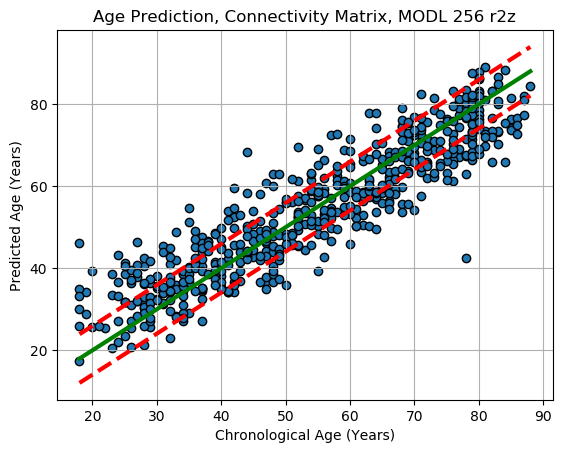 Age Prediction, Connectivity Matrix, MODL 256 r2z
80
60
40
20
Predicted Age (Years)
20 30 40 50 60 70 80 90
Chronological Age (Years)